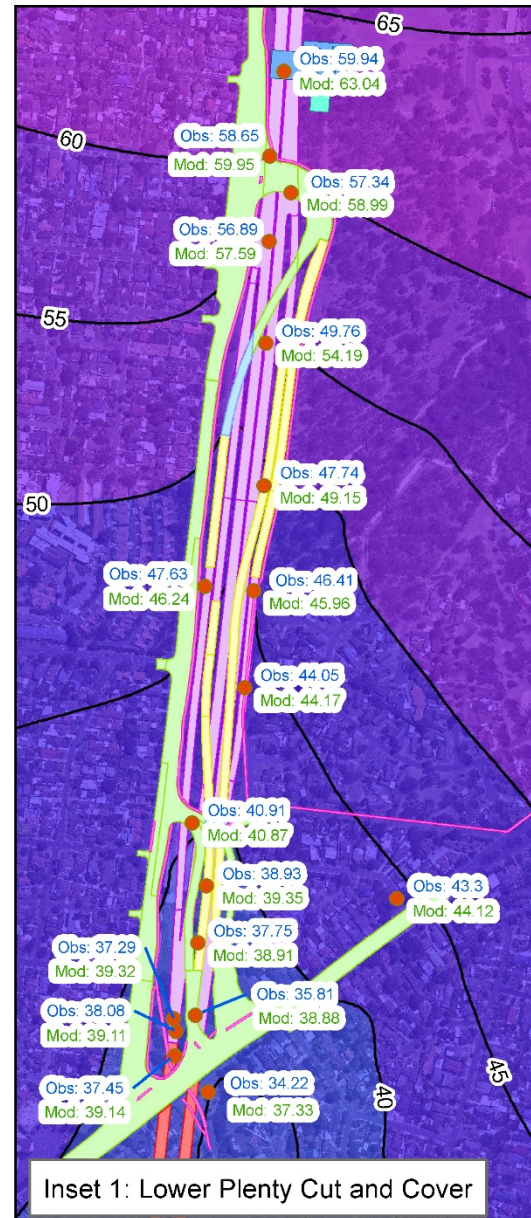 65
Obs: 59.94
Mod: 63.04
60
Obs: 58.65
Mod: 59.95
Obs: 57.34
Mod: 58.99
Obs: 56.89
Mod: 57.59
55
Obs: 49.76
Mod: 54.19
Obs: 47.74
Mod: 49.15
50
Obs: 47.63
Mod: 46.24
Obs: 46.41
Mod: 45.96
Obs: 44.05
Mod: 44.17
Obs: 40.91
Mod: 40.87
Obs: 38.93
Mod: 39.35
Obs: 43.3
Mod: 44.12
Obs: 37.75
Mod: 38.91
Obs: 37.29
Mod: 39.32
Obs: 38.08
Mod: 39.11
Obs: 35.81
Mod: 38.88
Obs: 37.45
Mod: 39.14
Obs: 34.22
Mod: 37.33
40
45
Inset 1: Lower Plenty Cut and Cover